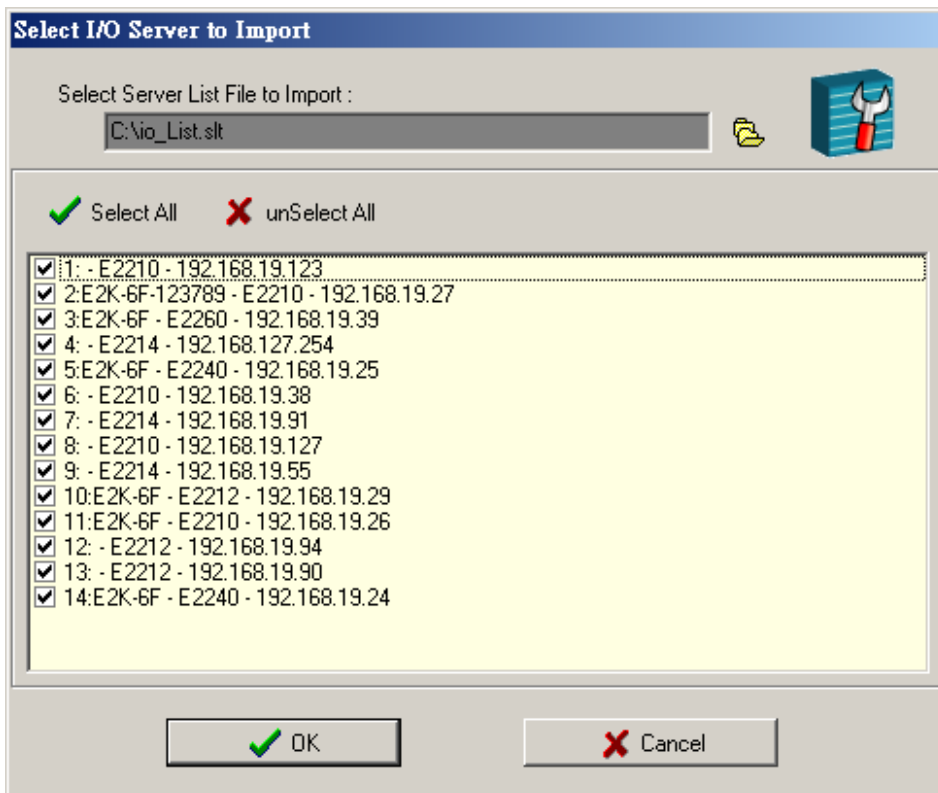 Select I/O Server to Import
Select Server List File to Import :
C:\io_List.slt
Select All unSelect All
1: - E2210 - 192.168.19.123
2:E2K-6F-123789 - E2210 - 192.168.19.27
3:E2K-6F - E2260 - 192.168.19.39
4: - E2214 - 192.168.127.254
5:E2K-6F - E2240 - 192.168.19.25
6: - E2210 - 192.168.19.38
7: - E2214 - 192.168.19.91
8: - E2210 - 192.168.19.127
9: - E2214 - 192.168.19.55
10:E2K-6F - E2212 - 192.168.19.29
11:E2K-6F - E2210 - 192.168.19.26
12: - E2212 - 192.168.19.94
13: - E2212 - 192.168.19.90
14:E2K-6F - E2240 - 192.168.19.24
OK Cancel